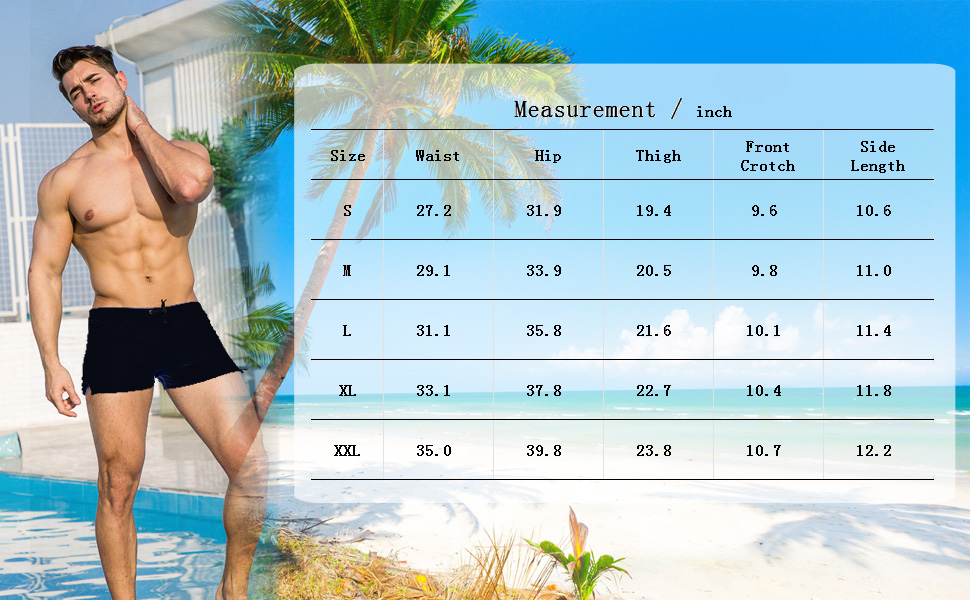 Measurement / inch
Size Waist Hip Thigh Front Crotch Side Length
S 27.2 31.9 19.4 9.6 10.6
M 29.1 33.9 20.5 9.8 11.0
L 31.1 35.8 21.6 10.1 11.4
XL 33.1 37.8 22.7 10.4 11.8
XXL 35.0 39.8 23.8 10.7 12.2